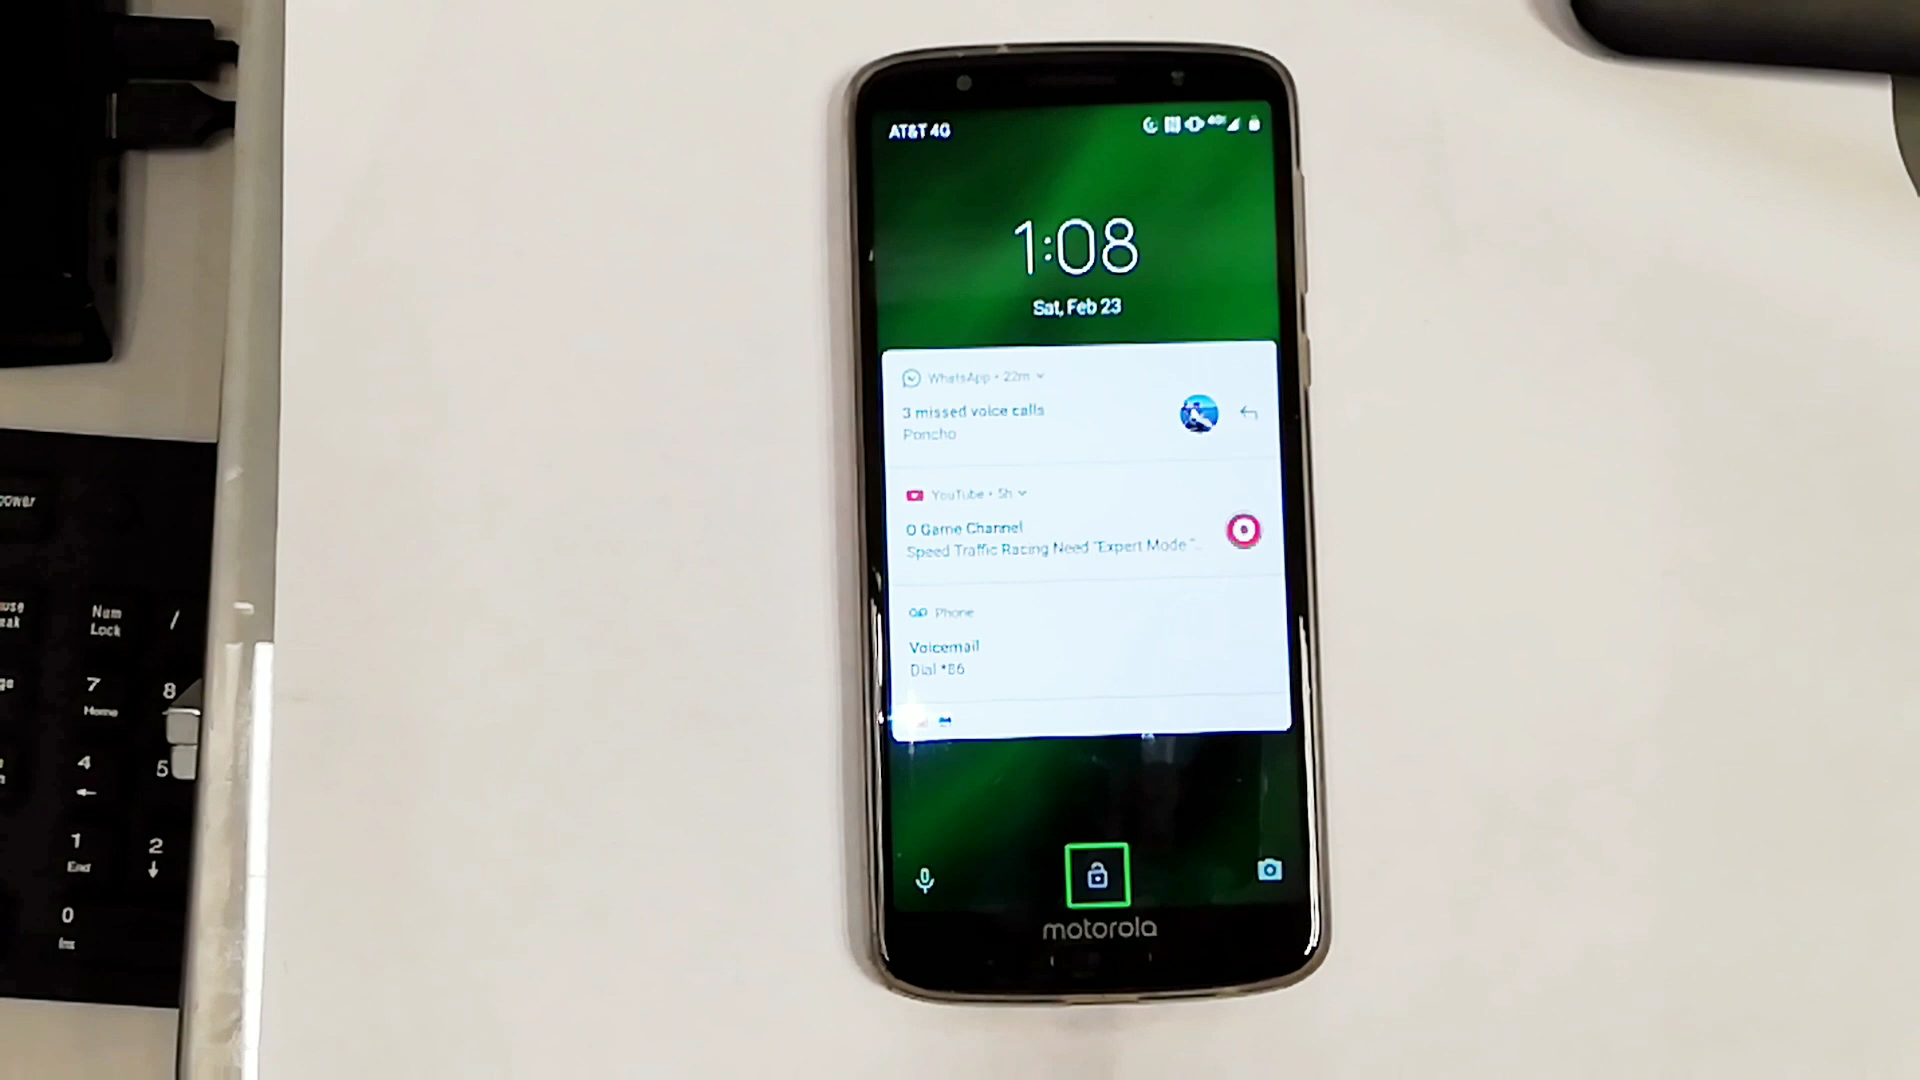 AT&T 4G
4G
1:08
Sat, Feb 23
WhatsApp • 22m
3 missed voice calls
Poncho
YouTube • 5h
O Game Channel
Speed Traffic Racing Need "Expert Mode "...
Phone
Voicemail
Dial *86
motorola
Num
Lock
/
7
Home
8
4
5
1
End
2
0
Ins